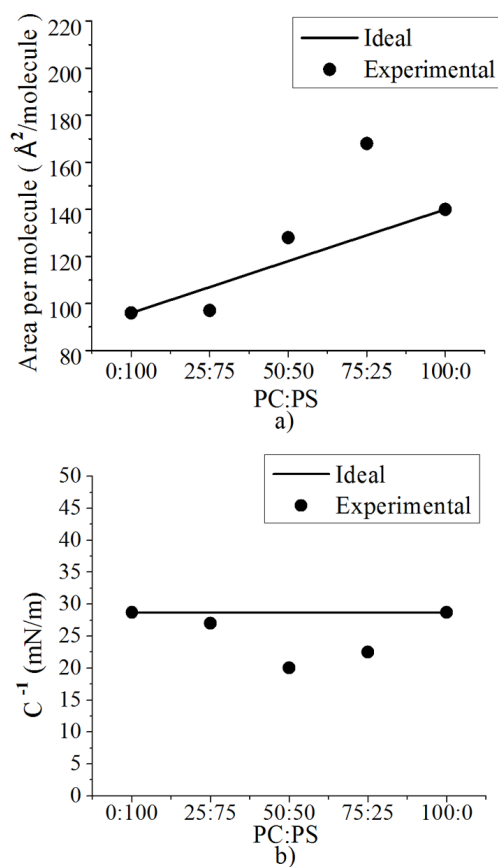 220
200
180
160
140
120
100
80
Area per molecule ( Å²/molecule )
Ideal
Experimental
0:100 25:75 50:50 75:25 100:0
PC:PS
a)
50
45
40
35
30
25
20
15
10
5
0
C⁻¹ (mN/m)
Ideal
Experimental
0:100 25:75 50:50 75:25 100:0
PC:PS
b)